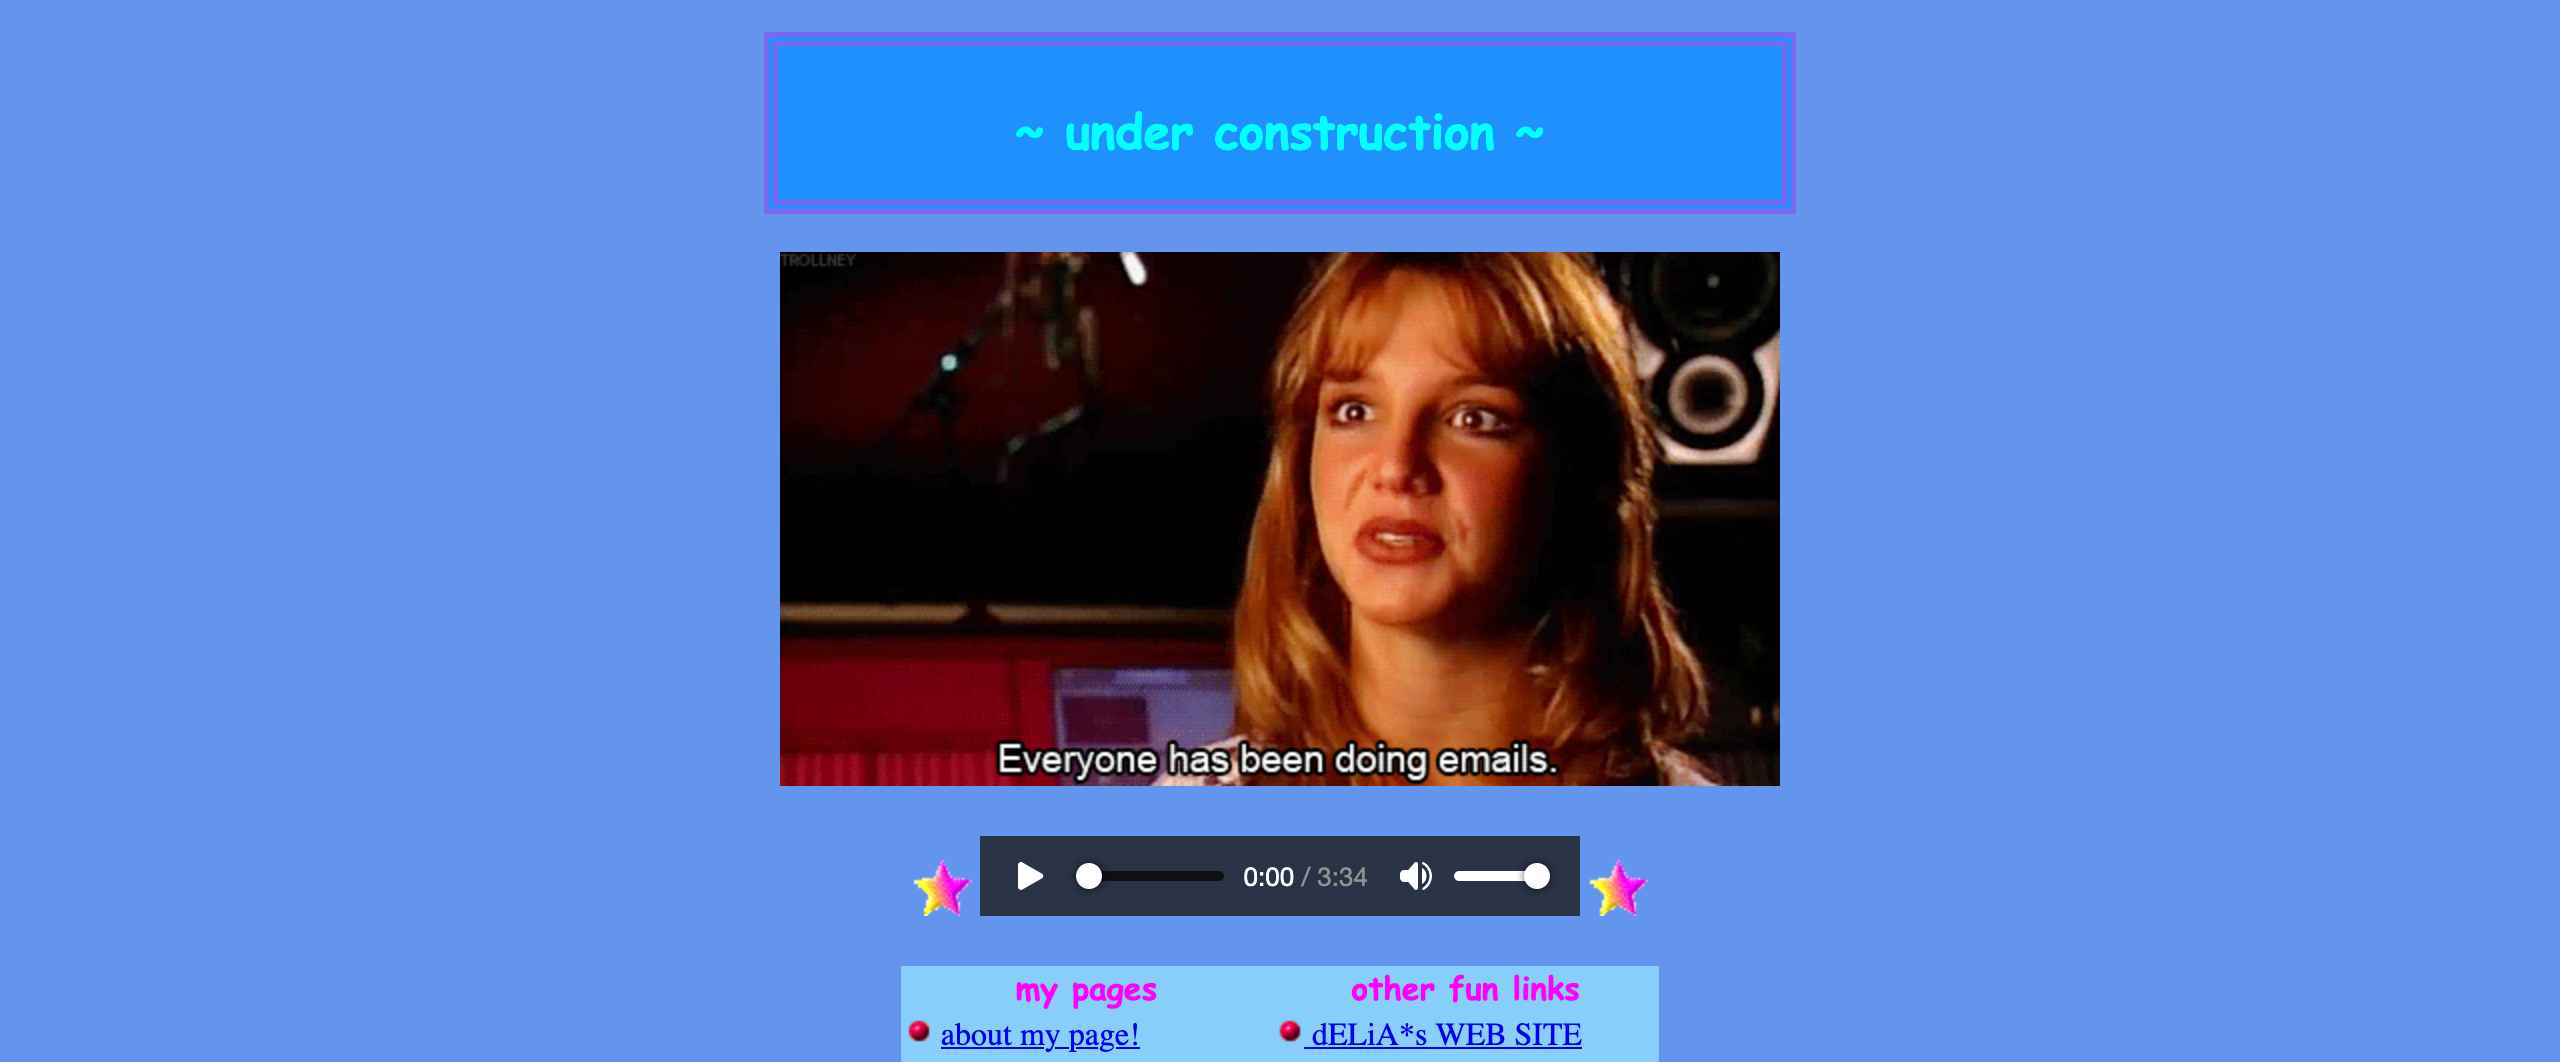 ~ under construction ~
TROLLNEY
Everyone has been doing emails.
0:00 / 3:34
my pages
other fun links
about my page!
dELiA*s WEB SITE